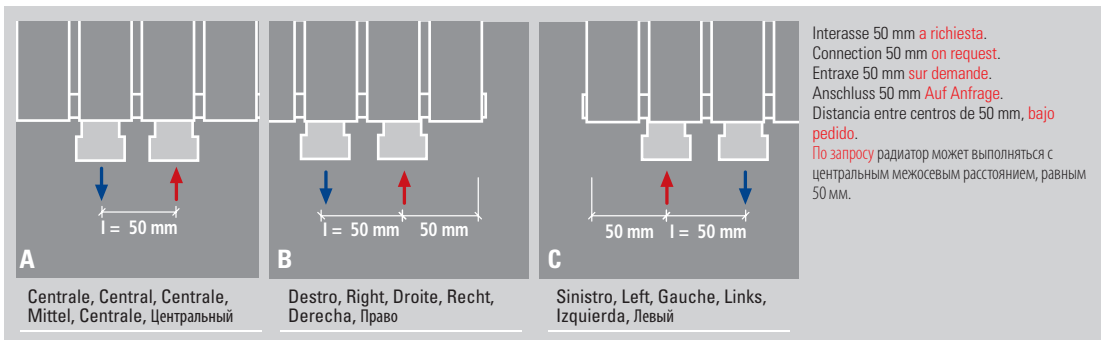 I = 50 mm
A
Centrale, Central, Centrale,
Mittel, Centrale, Центральный
I = 50 mm 50 mm
B
Destro, Right, Droite, Recht,
Derecha, Право
50 mm I = 50 mm
C
Sinistro, Left, Gauche, Links,
Izquierda, Левый
Interasse 50 mm a richiesta.
Connection 50 mm on request.
Entraxe 50 mm sur demande.
Anschluss 50 mm Auf Anfrage.
Distancia entre centros de 50 mm, bajo
pedido.
По запросу радиатор может выполняться с
центральным межосевым расстоянием, равным
50 мм.